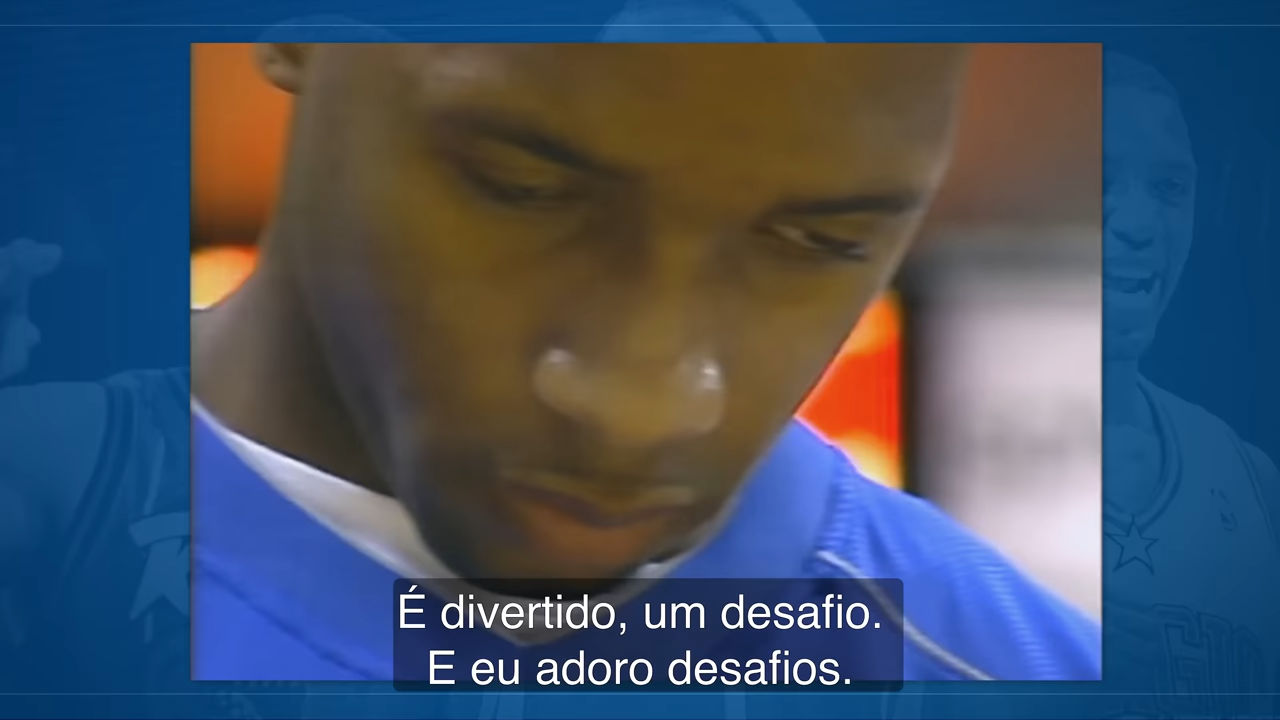 É divertido, um desafio.
E eu adoro desafios.